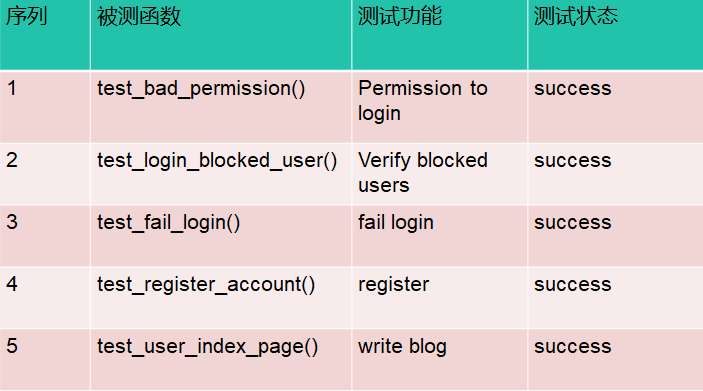 序列 被测函数 测试功能 测试状态
1 test_bad_permission() Permission to success
login
2 test_login_blocked_user() Verify blocked success
users
3 test_fail_login() fail login success
4 test_register_account() register success
5 test_user_index_page() write blog success